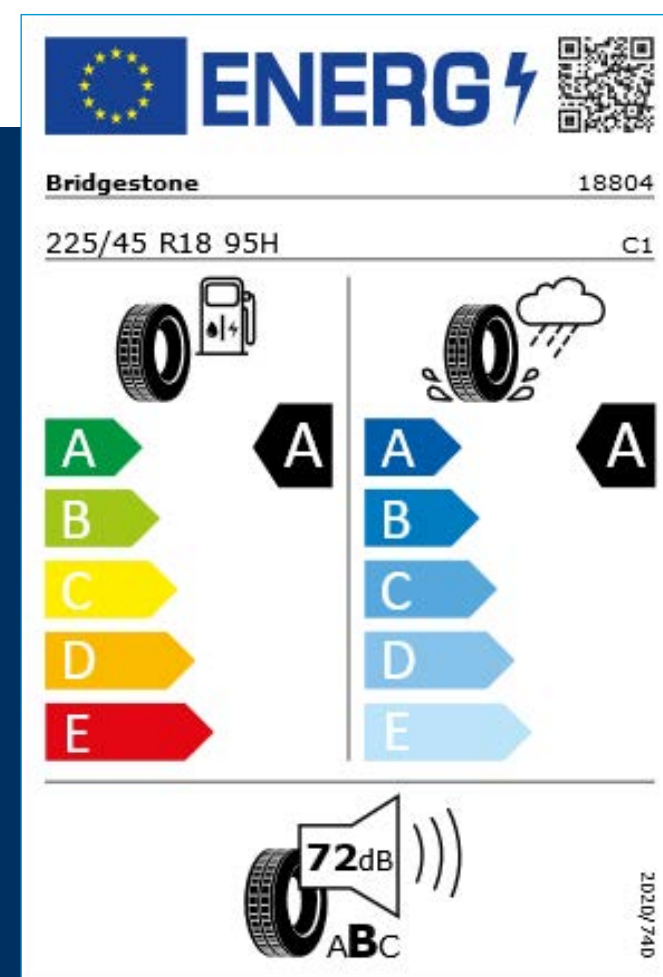 ENERG
Bridgestone 18804
225/45 R18 95H C1
A A A A
B B
C C
D D
E E
72dB
ABC
2020/740